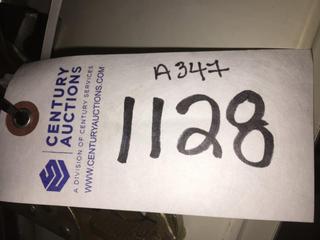 CENTURY
AUCTIONS
A DIVISION OF CENTURY SERVICES
WWW.CENTURYAUCTIONS.COM
A347
1128